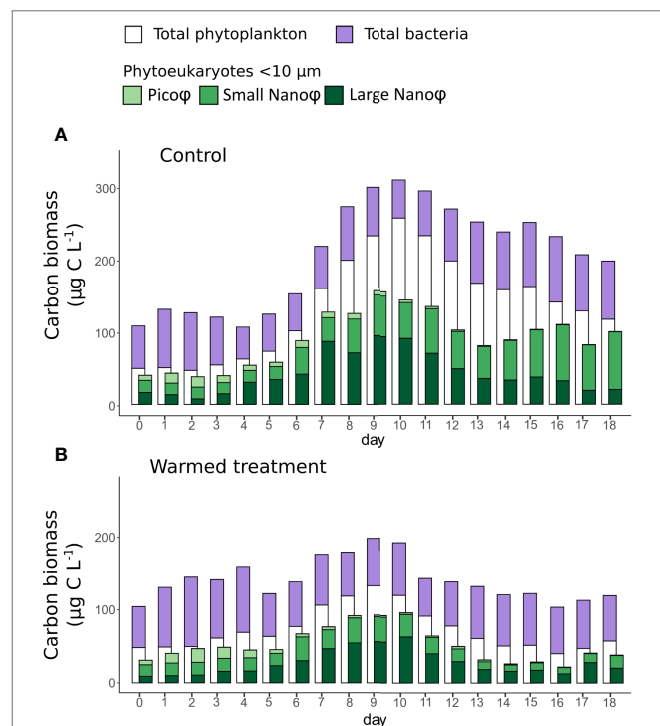 Total phytoplankton Total bacteria
Phytoeukaryotes <10 µm
Picoφ Small Nanoφ Large Nanoφ
A
Control
Carbon biomass
(µg C L-1)
300
200
100
0
0 1 2 3 4 5 6 7 8 9 10 11 12 13 14 15 16 17 18
day
B
Warmed treatment
Carbon biomass
(µg C L-1)
200
100
0
0 1 2 3 4 5 6 7 8 9 10 11 12 13 14 15 16 17 18
day